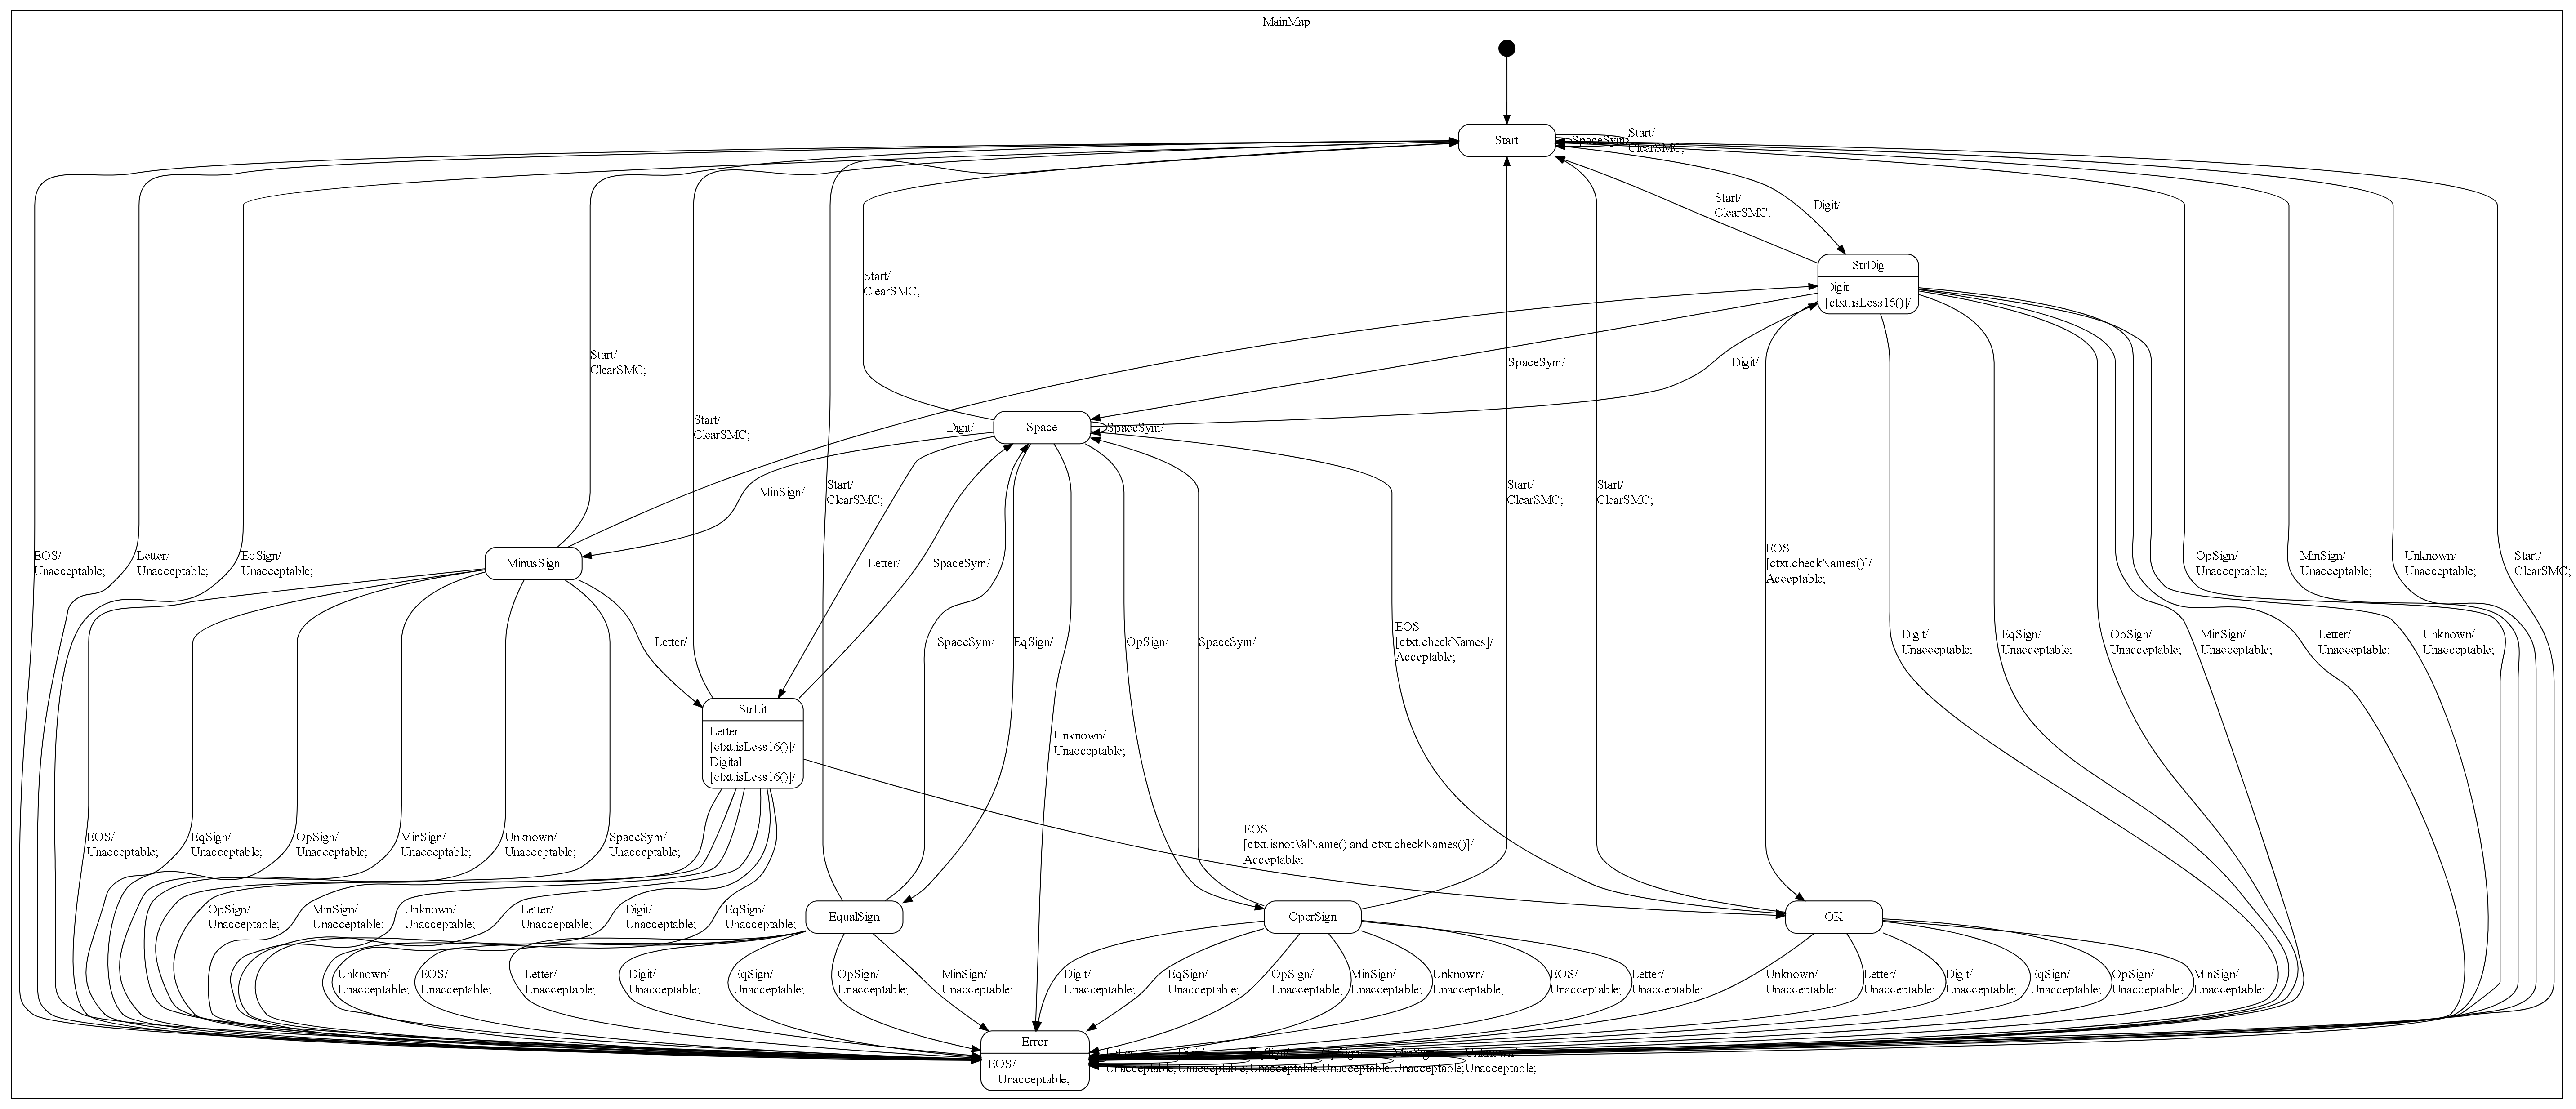 MainMap
Start
SpaceSym/
Start/
ClearSMC;
Start/
ClearSMC;
Digit/
StrDig
Digit
[ctxt.isLess16()]/
Start/
ClearSMC;
Start/
ClearSMC;
SpaceSym/
Digit/
Start/
ClearSMC;
Digit/
Space
SpaceSym/
MinSign/
Start/
ClearSMC;
Start/
ClearSMC;
Start/
ClearSMC;
EOS/
Unacceptable;
Letter/
Unacceptable;
EqSign/
Unacceptable;
MinusSign
Letter/
SpaceSym/
EOS
[ctxt.checkNames()]/
Acceptable;
OpSign/
Unacceptable;
MinSign/
Unacceptable;
Unknown/
Unacceptable;
Start/
ClearSMC;
Letter/
SpaceSym/
EqSign/
OpSign/
SpaceSym/
EOS
[ctxt.checkNames]/
Acceptable;
Digit/
Unacceptable;
EqSign/
Unacceptable;
OpSign/
Unacceptable;
MinSign/
Unacceptable;
Letter/
Unacceptable;
Unknown/
Unacceptable;
StrLit
Letter
[ctxt.isLess16()]/
Digital
[ctxt.isLess16()]/
Unknown/
Unacceptable;
EOS/
Unacceptable;
EqSign/
Unacceptable;
OpSign/
Unacceptable;
MinSign/
Unacceptable;
Unknown/
Unacceptable;
SpaceSym/
Unacceptable;
EOS
[ctxt.isnotValName() and ctxt.checkNames()]/
Acceptable;
OpSign/
Unacceptable;
MinSign/
Unacceptable;
Unknown/
Unacceptable;
Letter/
Unacceptable;
Digit/
Unacceptable;
EqSign/
Unacceptable;
EqualSign
OperSign
OK
Unknown/
Unacceptable;
EOS/
Unacceptable;
Letter/
Unacceptable;
Digit/
Unacceptable;
EqSign/
Unacceptable;
OpSign/
Unacceptable;
MinSign/
Unacceptable;
Digit/
Unacceptable;
EqSign/
Unacceptable;
OpSign/
Unacceptable;
MinSign/
Unacceptable;
Unknown/
Unacceptable;
EOS/
Unacceptable;
Letter/
Unacceptable;
Unknown/
Unacceptable;
Letter/
Unacceptable;
Digit/
Unacceptable;
EqSign/
Unacceptable;
OpSign/
Unacceptable;
MinSign/
Unacceptable;
Error
EOS/
Unacceptable;
Letter/
Unacceptable;
Digit/
Unacceptable;
EqSign/
Unacceptable;
OpSign/
Unacceptable;
MinSign/
Unacceptable;
Unknown/
Unacceptable;